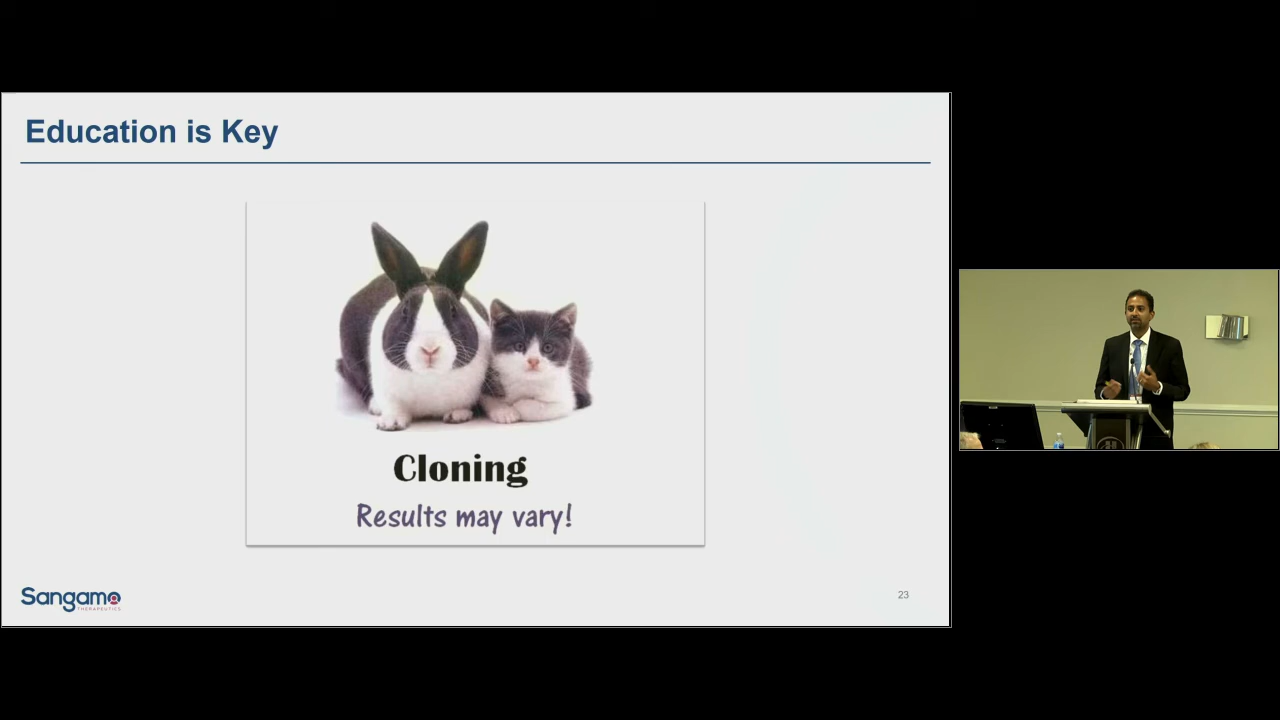 Education is Key
Cloning
Results may vary!
Sangamo
THERAPEUTICS
23